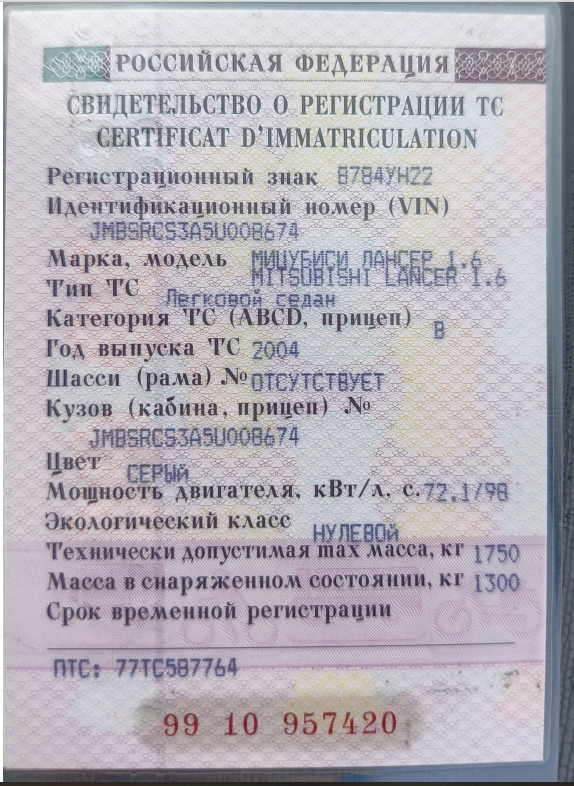 РОССИЙСКАЯ ФЕДЕРАЦИЯ
СВИДЕТЕЛЬСТВО О РЕГИСТРАЦИИ ТС
CERTIFICAT D'IMMATRICULATION
Регистрационный знак В784УН22
Идентификационный номер (VIN)
JMBSRCS3A5U008674
Марка, модель МИЦУБИСИ ЛАНСЕР 1.6
MITSUBISHI LANCER 1.6
Тип ТС Легковой седан
Категория ТС (ABCD, прицеп) В
Год выпуска ТС 2004
Шасси (рама) № ОТСУТСТВУЕТ
Кузов (кабина, прицеп) №
JMBSRCS3A5U008674
Цвет СЕРЫЙ
Мощность двигателя, кВт/л. с. 72.1/98
Экологический класс НУЛЕВОЙ
Технически допустимая max масса, кг 1750
Масса в снаряженном состоянии, кг 1300
Срок временной регистрации
ПТС: 77ТС587764
99 10 957420